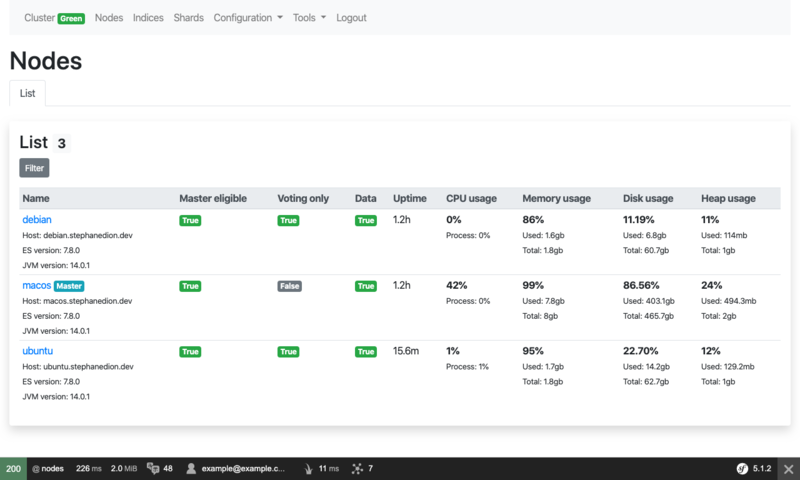 Cluster Green Nodes Indices Shards Configuration Tools Logout
Nodes
List
List 3
Filter
Name Master eligible Voting only Data Uptime CPU usage Memory usage Disk usage Heap usage
debian True True True 1.2h 0% 86% 11.19% 11%
Host: debian.stephanedion.dev Process: 0% Used: 1.6gb Used: 6.8gb Used: 114mb
ES version: 7.8.0 Total: 1.8gb Total: 60.7gb Total: 1gb
JVM version: 14.0.1
macos Master True False True 1.2h 42% 99% 86.56% 24%
Host: macos.stephanedion.dev Process: 0% Used: 7.8gb Used: 403.1gb Used: 494.3mb
ES version: 7.8.0 Total: 8gb Total: 465.7gb Total: 2gb
JVM version: 14.0.1
ubuntu True True True 15.6m 1% 95% 22.70% 12%
Host: ubuntu.stephanedion.dev Process: 1% Used: 1.7gb Used: 14.2gb Used: 129.2mb
ES version: 7.8.0 Total: 1.8gb Total: 62.7gb Total: 1gb
JVM version: 14.0.1
200 @ nodes 226 ms 2.0 MiB 48 example@example.c... 11 ms 7 sf 5.1.2